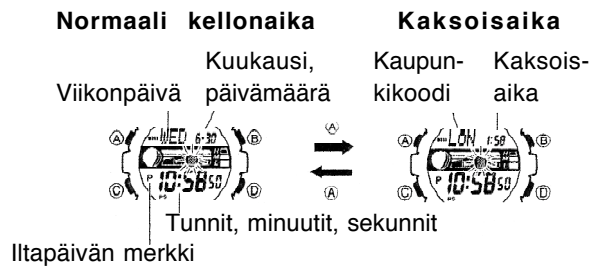 Normaali kellonaika Kaksoisaika
Kuukausi, Kaupun- Kaksois-
Viikonpäivä päivämäärä kikoodi aika
A WED 6-30 B A A LON 1:58 B
C P 10:58 50 D A C P 10:58 50 D
Tunnit, minuutit, sekunnit
Iltapäivän merkki